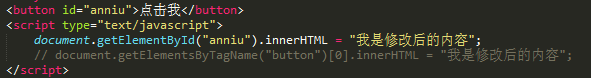 <button id="anniu">点击我</button>
<script type="text/javascript">
    document.getElementById("anniu").innerHTML = "我是修改后的内容";
    // document.getElementsByTagName("button")[0].innerHTML = "我是修改后的内容";
</script>